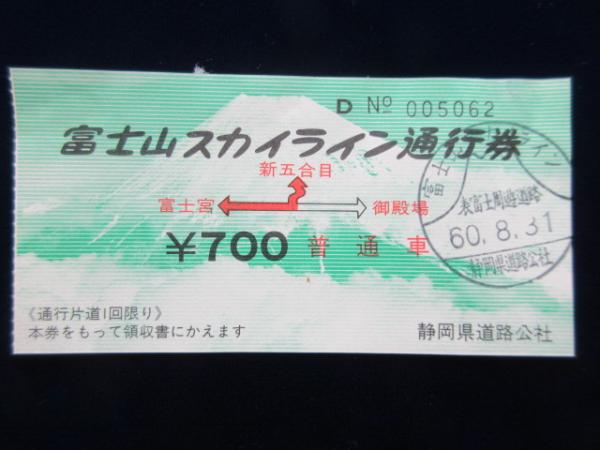 D № 005062
富士山スカイライン通行券
新五合目
富士宮
御殿場
¥700 普通車
表富士周遊道路
60.8.31
静岡県道路公社
《通行片道1回限り》
本券をもって領収書にかえます
静岡県道路公社